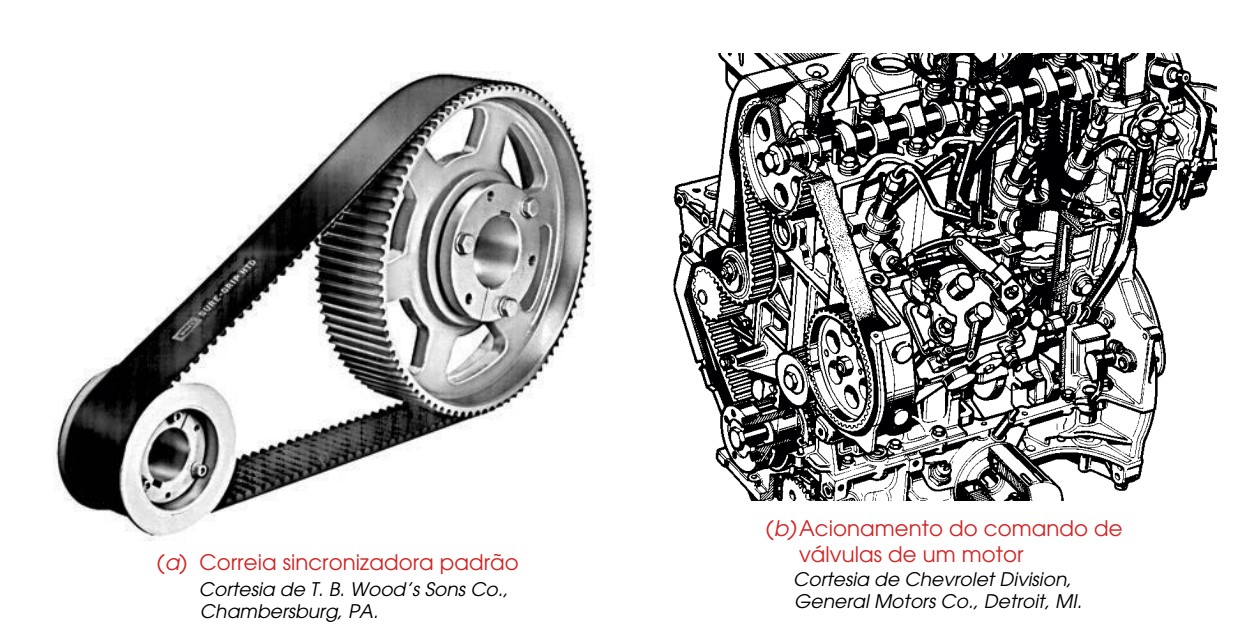 SURE-GRIP HTD
(a) Correia sincronizadora padrão
Cortesia de T. B. Wood's Sons Co.,
Chambersburg, PA.
(b) Acionamento do comando de
válvulas de um motor
Cortesia de Chevrolet Division,
General Motors Co., Detroit, MI.